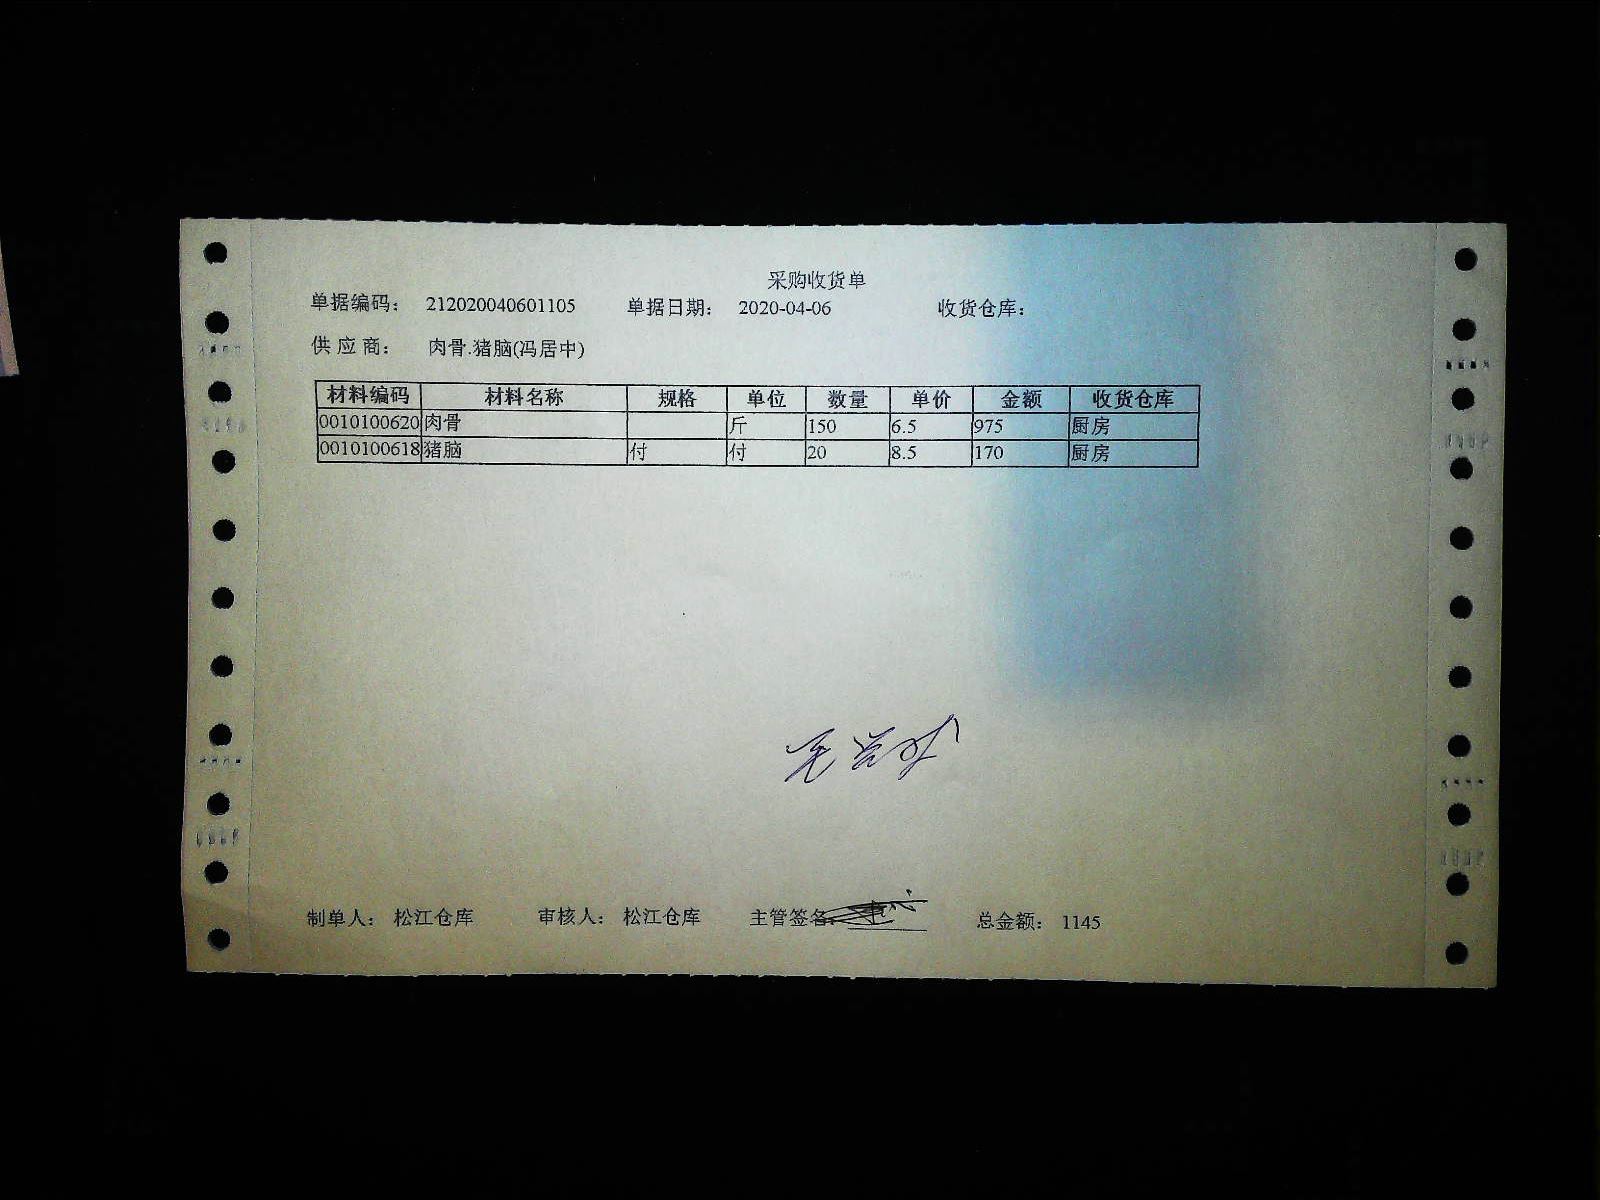 采购收货单
单据编码： 212020040601105 单据日期： 2020-04-06 收货仓库：
供 应 商： 肉骨.猪脑(冯居中)
材料编码 材料名称 规格 单位 数量 单价 金额 收货仓库
0010100620 肉骨 斤 150 6.5 975 厨房
0010100618 猪脑 付 付 20 8.5 170 厨房
制单人： 松江仓库 审核人： 松江仓库 主管签名 总金额： 1145